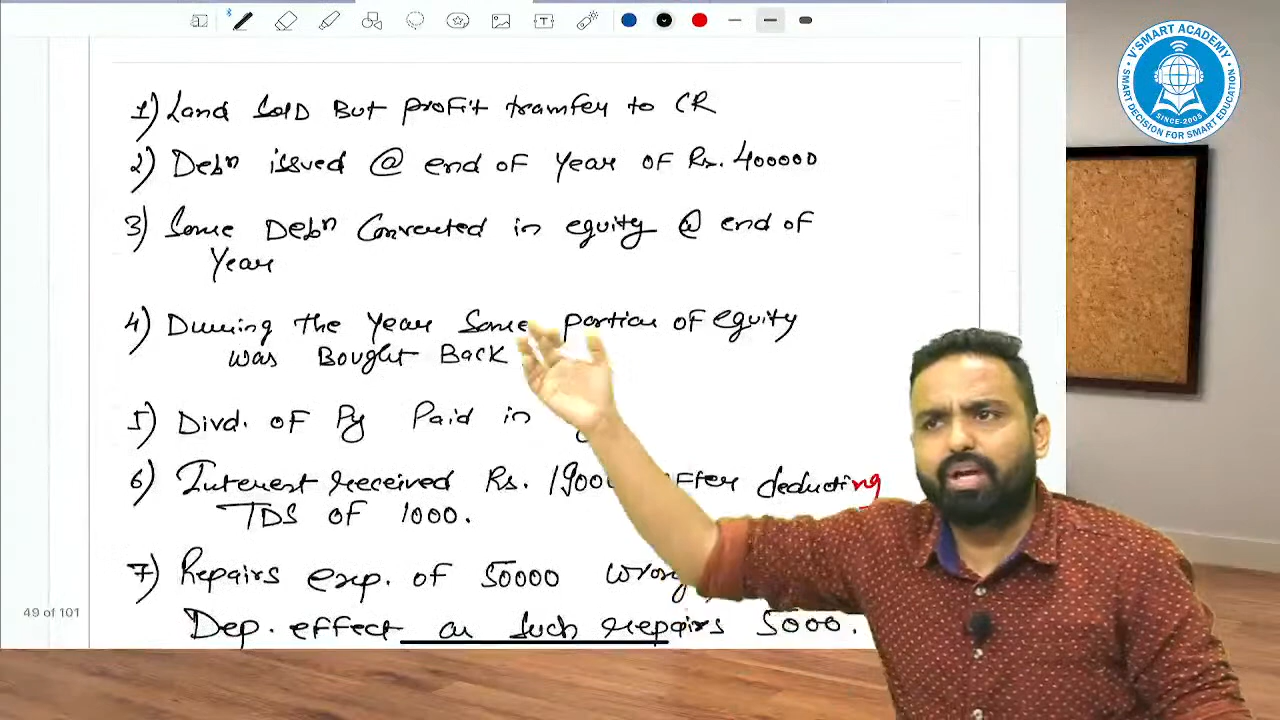 V'SMART ACADEMY
SMART DECISION FOR SMART EDUCATION
SINCE-2005
1) Land SolD But profit tramfer to CR
2) Debn issued @ end of Year of Rs. 400000
3) Some Debn Converted in equity @ end of
Year
4) During the Year Some portion of equity
was Bought Back
5) Divd. of Py Paid in
6) Interest received Rs. 1900 after deducting
TDS of 1000.
7) Repairs exp. of 50000 wrong
Dep. effect on such repairs 5000.
49 of 101